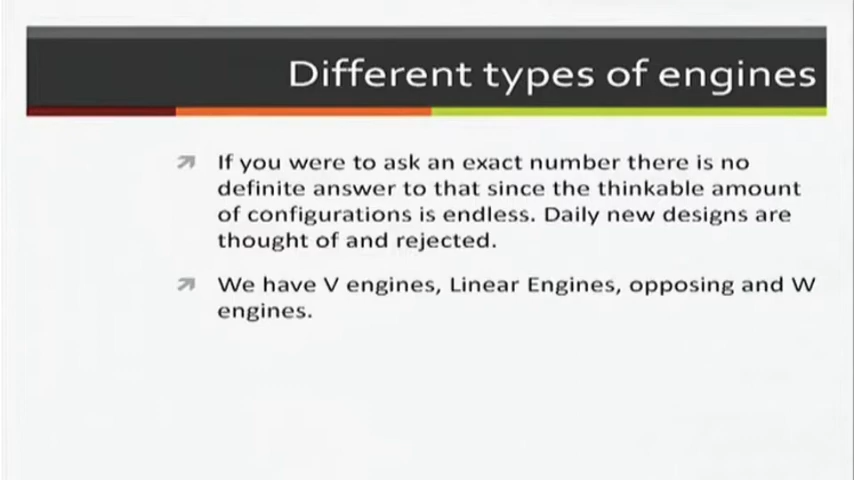 Different types of engines
If you were to ask an exact number there is no
definite answer to that since the thinkable amount
of configurations is endless. Daily new designs are
thought of and rejected.
We have V engines, Linear Engines, opposing and W
engines.